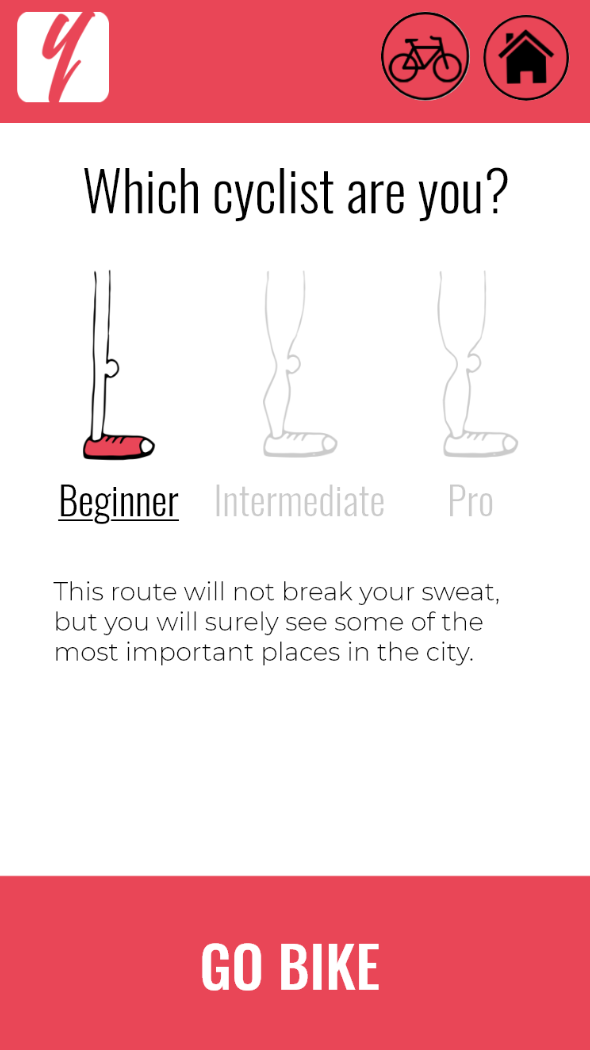 y
Which cyclist are you?
Beginner Intermediate Pro
This route will not break your sweat,
but you will surely see some of the
most important places in the city.
GO BIKE